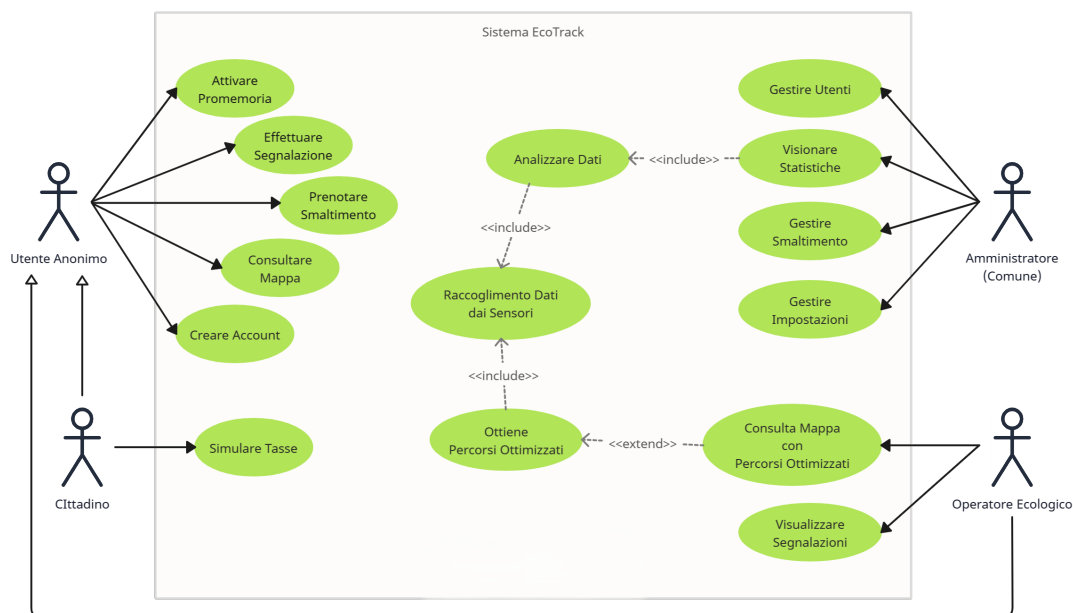 Sistema EcoTrack
Attivare
Promemoria
Effettuare
Segnalazione
Prenotare
Smaltimento
Consultare
Mappa
Creare Account
Utente Anonimo
CIttadino
Simulare Tasse
Analizzare Dati
<<include>>
<<include>>
Raccoglimento Dati
dai Sensori
<<include>>
Ottiene
Percorsi Ottimizzati
<<extend>>
Gestire Utenti
Visionare
Statistiche
Gestire
Smaltimento
Gestire
Impostazioni
Amministratore
(Comune)
Consulta Mappa
con
Percorsi Ottimizzati
Visualizzare
Segnalazioni
Operatore Ecologico